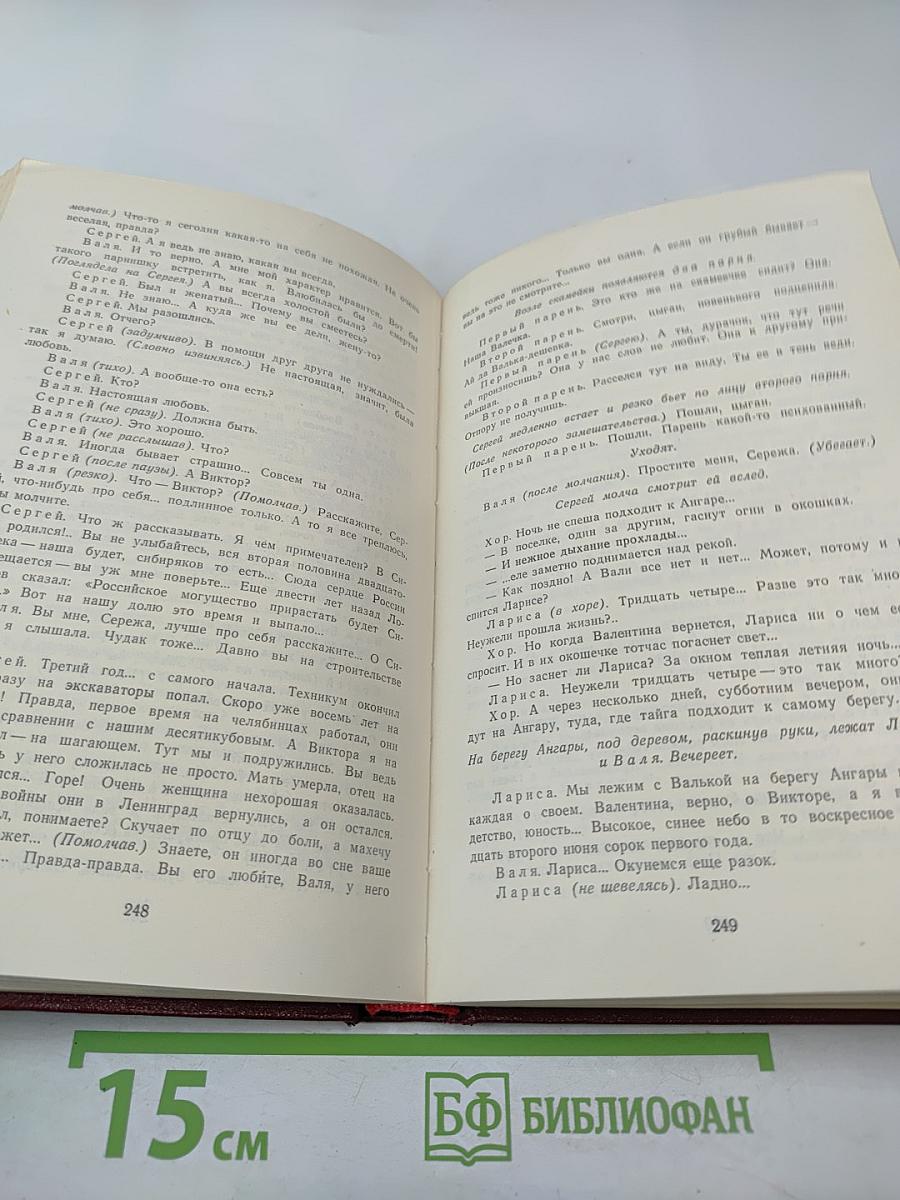 молчав.) Что-то я сегодня какая-то на себя не похожая. Не очень
веселая, правда?
Сергей. А я ведь не знаю, какая вы всегда.
Валя. И то верно. А мне мой характер нравится. Вот бы
такого парнишку встретить, как я. Влюбилась бы до смерти!
(Поглядела на Сергея.) А вы всегда холостой были?
Сергей. Был и женатый... Почему вы смеетесь?
Валя. Не знаю... А куда же вы ее дели, жену-то?
Сергей. Мы разошлись.
Валя. Отчего?
Сергей (задумчиво). В помощи друг друга не нуждались —
так я думаю. (Словно извиняясь.) Не настоящая, значит, была
любовь.
Валя (тихо). А вообще-то она есть?
Сергей. Кто?
Валя. Настоящая любовь.
Сергей (не сразу). Должна быть.
Валя (тихо). Это хорошо.
Сергей (не расслышав). Что?
Валя. Иногда бывает страшно... Совсем ты одна.
Сергей (после паузы). А Виктор?
Валя (резко). Что — Виктор? (Помолчав.) Расскажите, Сер-
й, что-нибудь про себя... подлинное только. А то я все треплюсь,
ы молчите.
Сергей. Что ж рассказывать. Я чем примечателен? В Си-
родился!.. Вы не улыбайтесь, вся вторая половина двадцато-
ека — наша будет, сибиряков то есть... Сюда сердце России
ещается — вы уж мне поверьте... Еще двести лет назад Ло-
ов сказал: «Российское могущество прирастать будет Си-
.» Вот на нашу долю это время и выпало...
ля. Вы мне, Сережа, лучше про себя расскажите... О Си-
я слышала. Чудак тоже... Давно вы на строительстве
ей. Третий год... с самого начала. Техникум окончил
разу на экскаваторы попал. Скоро уже восемь лет на
! Правда, первое время на челябинцах работал, они
сравнении с нашим десятикубовым. А Виктора я на
л — на шагающем. Тут мы и подружились. Вы ведь
ь у него сложилась не просто. Мать умерла, отец на
лся... Горе! Очень женщина нехорошая оказалась.
войны они в Ленинград вернулись, а он остался.
л, понимаете? Скучает по отцу до боли, а мачеху
жет... (Помолчав.) Знаете, он иногда во сне ваше
... Правда-правда. Вы его любите, Валя, у него
248
ведь тоже никого... Только вы одна. А если он грубый бывает —
вы на это не смотрите...
Возле скамейки появляются два парня.
Первый парень. Это кто же на скамеечке спит? Она:
Наша Валечка.
Второй парень. Смотри, цыган, новенького подцепила.
Ай да Валька-дешевка.
Первый парень (Сергею). А ты, дурачок, что тут речи
ей произносишь? Она у нас слов не любит. Она к другому при-
выкшая.
Второй парень. Расселся тут на виду. Ты ее в тень веди,
Отпору не получишь.
Сергей медленно встает и резко бьет по лицу второго парня.
(После некоторого замешательства.) Пошли, цыган.
Первый парень. Пошли. Парень какой-то психованный.
Уходят.
Валя (после молчания). Простите меня, Сережа. (Убегает.)
Сергей молча смотрит ей вслед.
Хор. Ночь не спеша подходит к Ангаре...
— В поселке, один за другим, гаснут огни в окошках.
— И нежное дыхание прохлады...
— ...еле заметно поднимается над рекой.
— Как поздно! А Вали все нет и нет... Может, потому и н
спится Ларисе?
Лариса (в хоре). Тридцать четыре... Разве это так мно
Неужели прошла жизнь?..
Хор. Но когда Валентина вернется, Лариса ни о чем ее
спросит. И в их окошечке тотчас погаснет свет...
— Но заснет ли Лариса? За окном теплая летняя ночь...
Лариса. Неужели тридцать четыре — это так много
Хор. А через несколько дней, субботним вечером, они
дут на Ангару, туда, где тайга подходит к самому берегу.
На берегу Ангары, под деревом, раскинув руки, лежат Л
и Валя. Вечереет.
Лариса. Мы лежим с Валькой на берегу Ангары
каждая о своем. Валентина, верно, о Викторе, а я
детство, юность... Высокое, синее небо в то воскресное
дцать второго июня сорок первого года.
Валя. Лариса... Окунемся еще разок.
Лариса (не шевелясь). Ладно...
249
15 см
БФ БИБЛИОФАН